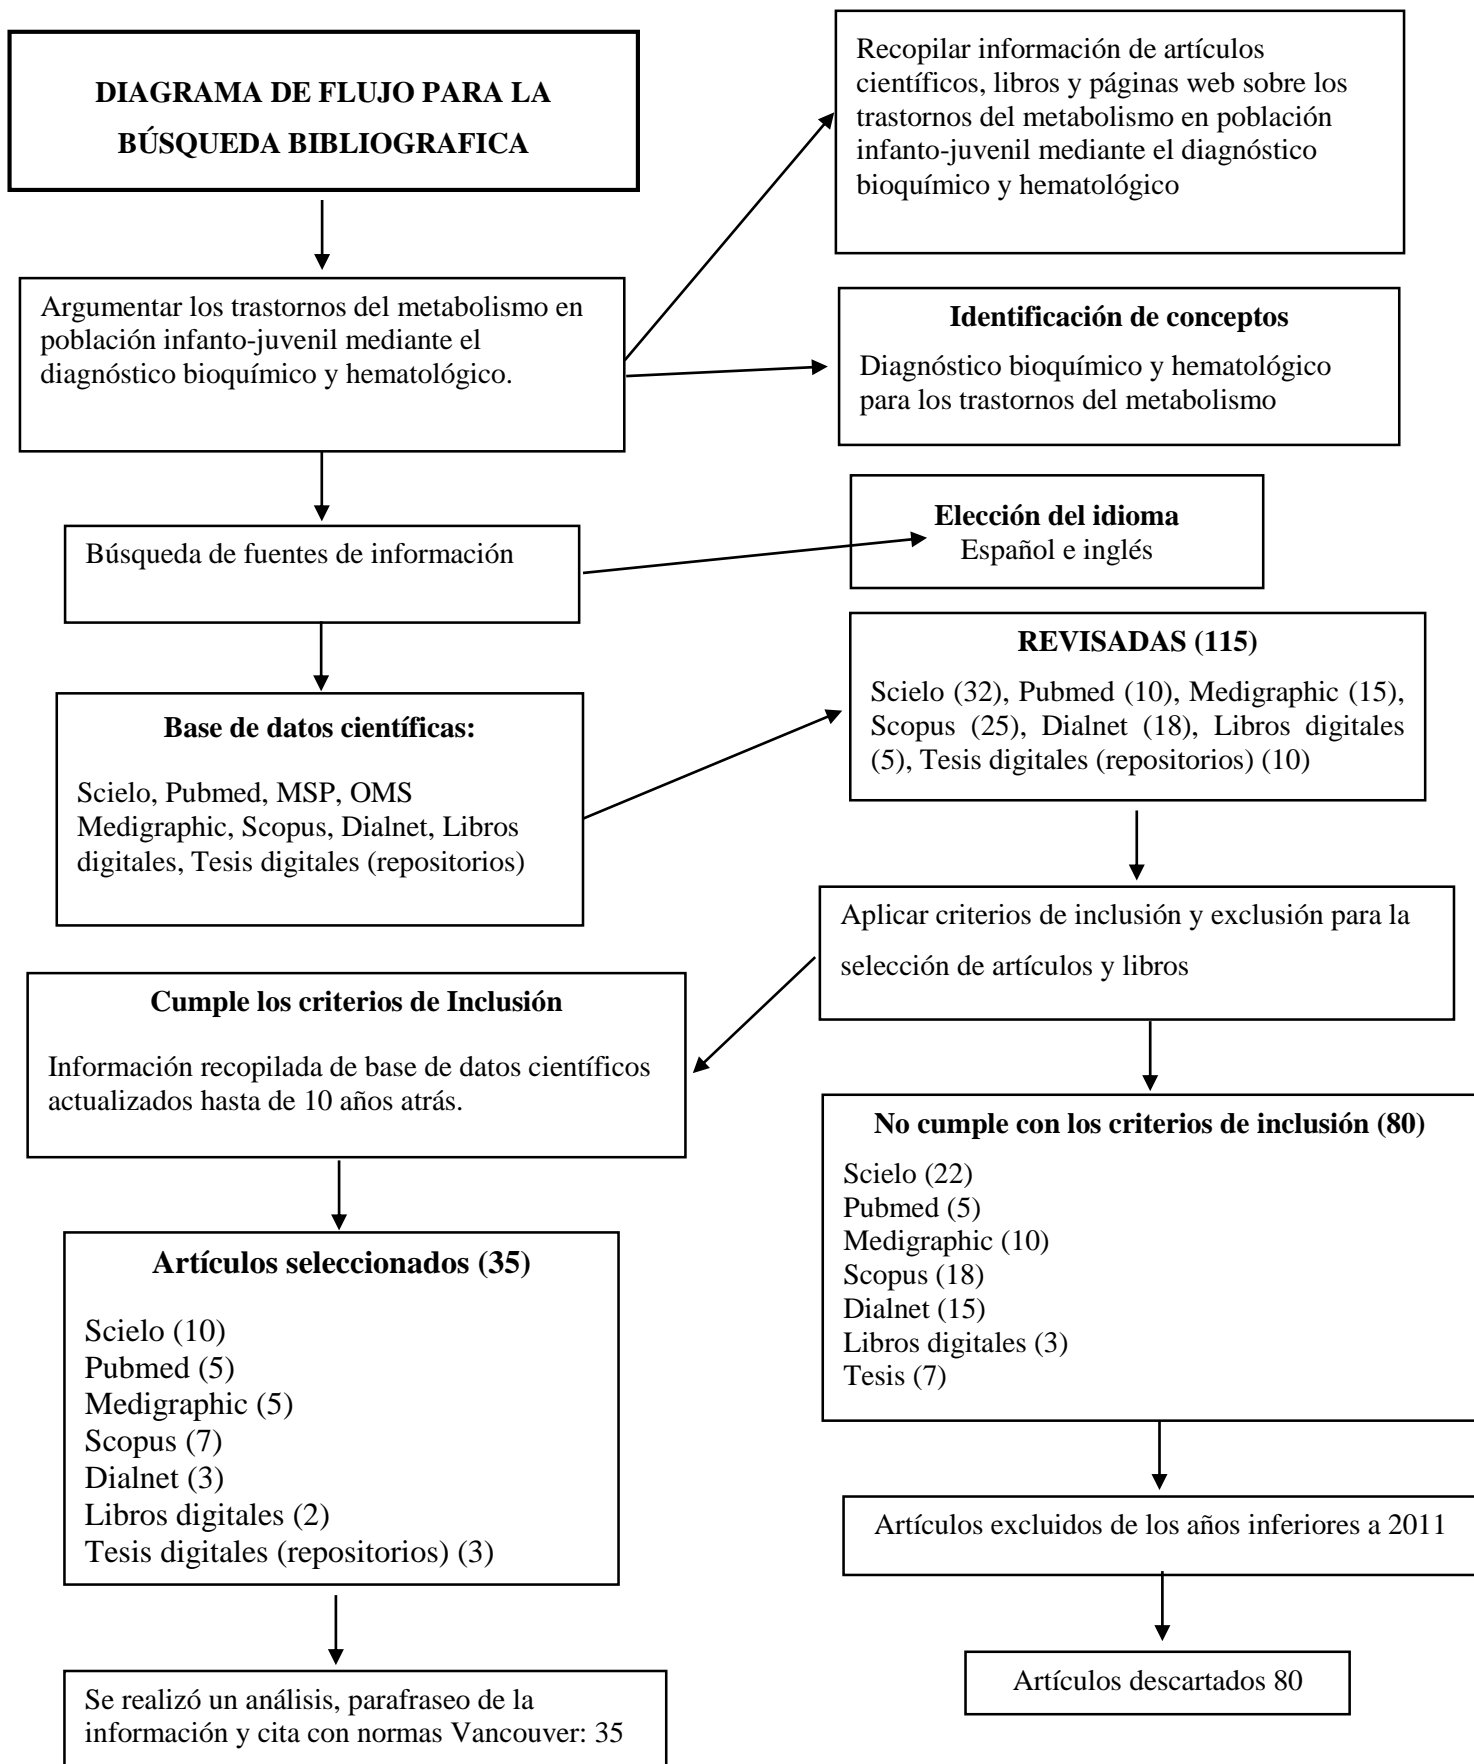 DIAGRAMA DE FLUJO PARA LA
BÚSQUEDA BIBLIOGRAFICA
Recopilar información de artículos
científicos, libros y páginas web sobre los
trastornos del metabolismo en población
infanto-juvenil mediante el diagnóstico
bioquímico y hematológico
Argumentar los trastornos del metabolismo en
población infanto-juvenil mediante el
diagnóstico bioquímico y hematológico.
Identificación de conceptos
Diagnóstico bioquímico y hematológico
para los trastornos del metabolismo
Búsqueda de fuentes de información
Elección del idioma
Español e inglés
Base de datos científicas:
Scielo, Pubmed, MSP, OMS
Medigraphic, Scopus, Dialnet, Libros
digitales, Tesis digitales (repositorios)
REVISADAS (115)
Scielo (32), Pubmed (10), Medigraphic (15),
Scopus (25), Dialnet (18), Libros digitales
(5), Tesis digitales (repositorios) (10)
Aplicar criterios de inclusión y exclusión para la
selección de artículos y libros
Cumple los criterios de Inclusión
Información recopilada de base de datos científicos
actualizados hasta de 10 años atrás.
No cumple con los criterios de inclusión (80)
Scielo (22)
Pubmed (5)
Medigraphic (10)
Scopus (18)
Dialnet (15)
Libros digitales (3)
Tesis (7)
Artículos seleccionados (35)
Scielo (10)
Pubmed (5)
Medigraphic (5)
Scopus (7)
Dialnet (3)
Libros digitales (2)
Tesis digitales (repositorios) (3)
Artículos excluidos de los años inferiores a 2011
Artículos descartados 80
Se realizó un análisis, parafraseo de la
información y cita con normas Vancouver: 35